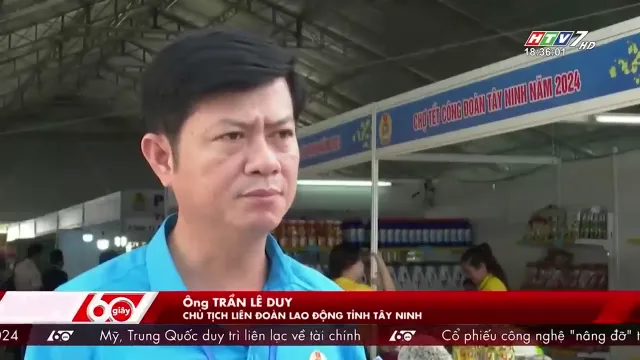 HTV7 HD
18:36:01
CHỢ TẾT CÔNG ĐOÀN TÂY NINH NĂM 2024
60 giây
Ông TRẦN LÊ DUY
CHỦ TỊCH LIÊN ĐOÀN LAO ĐỘNG TỈNH TÂY NINH
024 60 Mỹ, Trung Quốc duy trì liên lạc về tài chính 60 Cổ phiếu công nghệ "nâng đỡ"